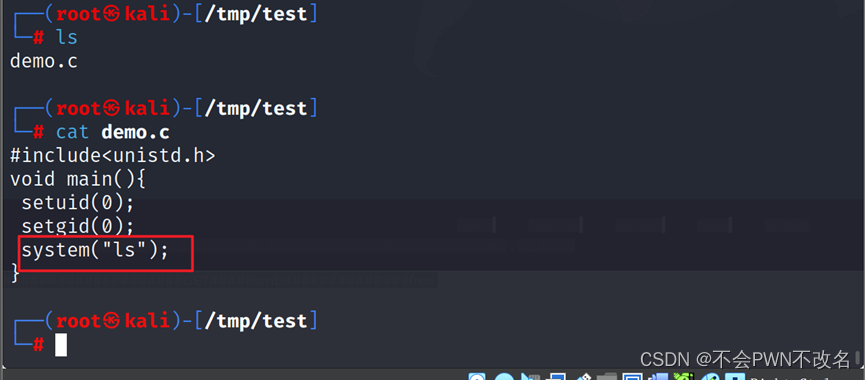 ┌──(root㉿kali)-[/tmp/test]
└─# ls
demo.c
┌──(root㉿kali)-[/tmp/test]
└─# cat demo.c
#include<unistd.h>
void main(){
 setuid(0);
 setgid(0);
 system("ls");
}
┌──(root㉿kali)-[/tmp/test]
└─#
CSDN @不会PWN不改名